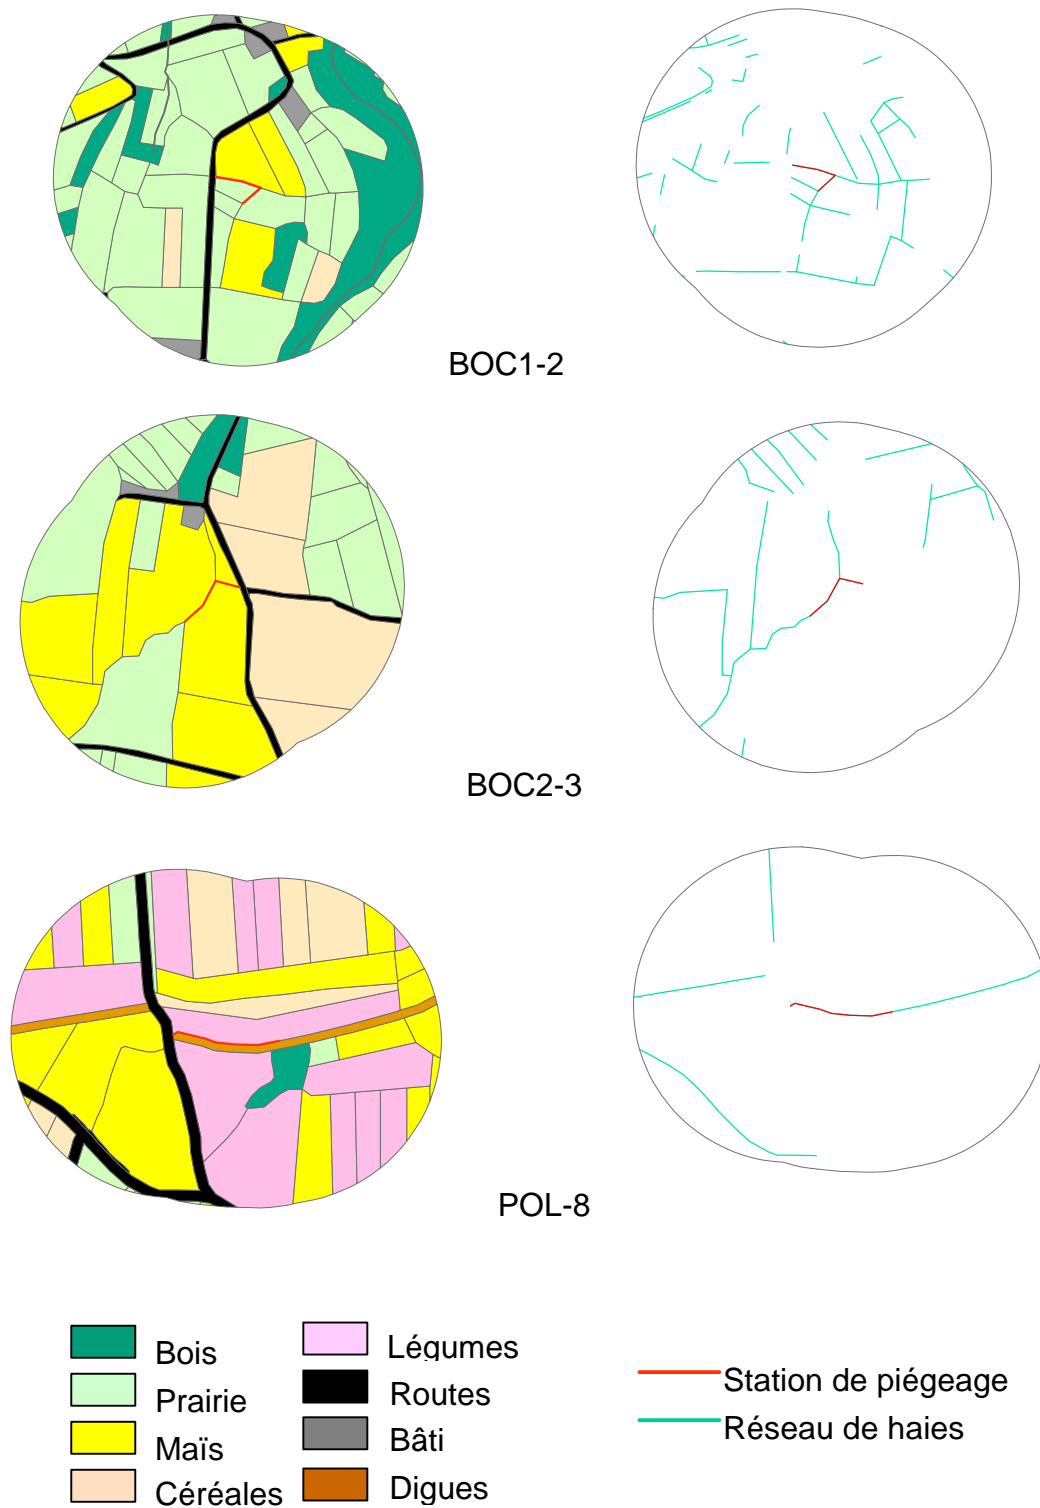 BOC1-2
BOC2-3
POL-8
Bois
Prairie
Maïs
Céréales
Légumes
Routes
Bâti
Digues
Station de piégeage
Réseau de haies